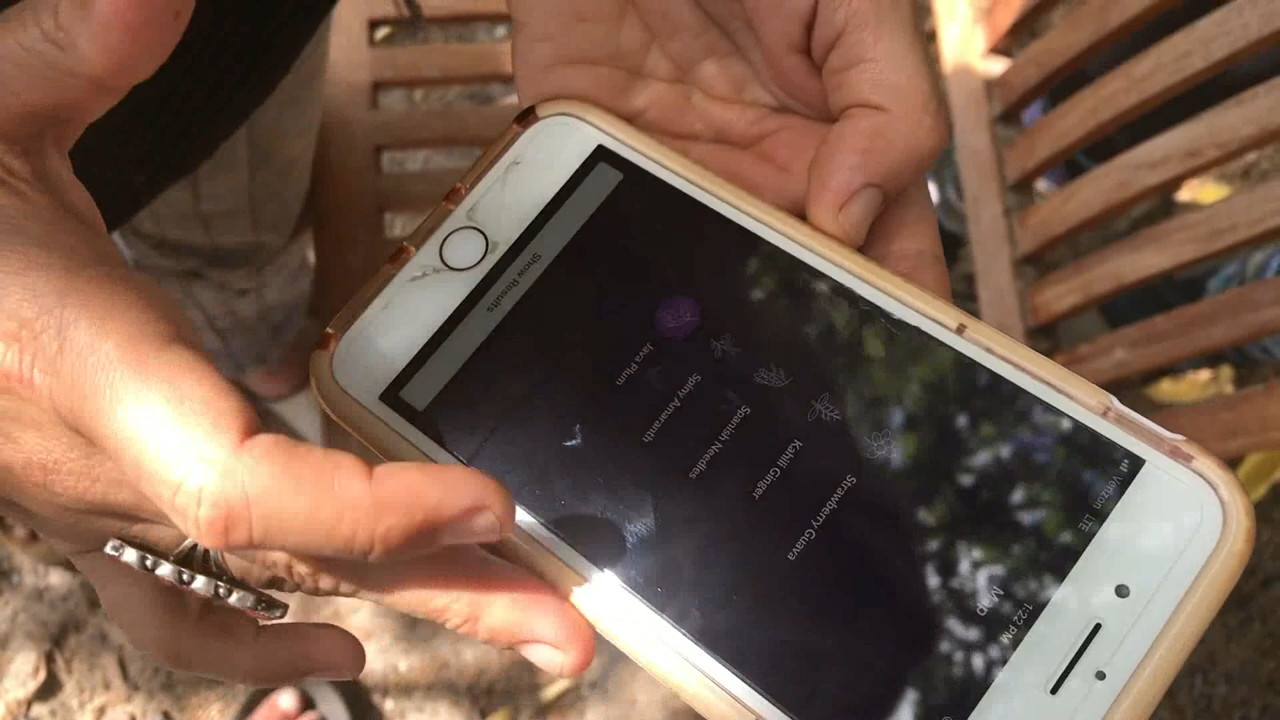 Verizon LTE
1:22 PM
Map
Strawberry Guava
Kahili Ginger
Spanish Needles
Spiny Amaranth
Java Plum
Show Results